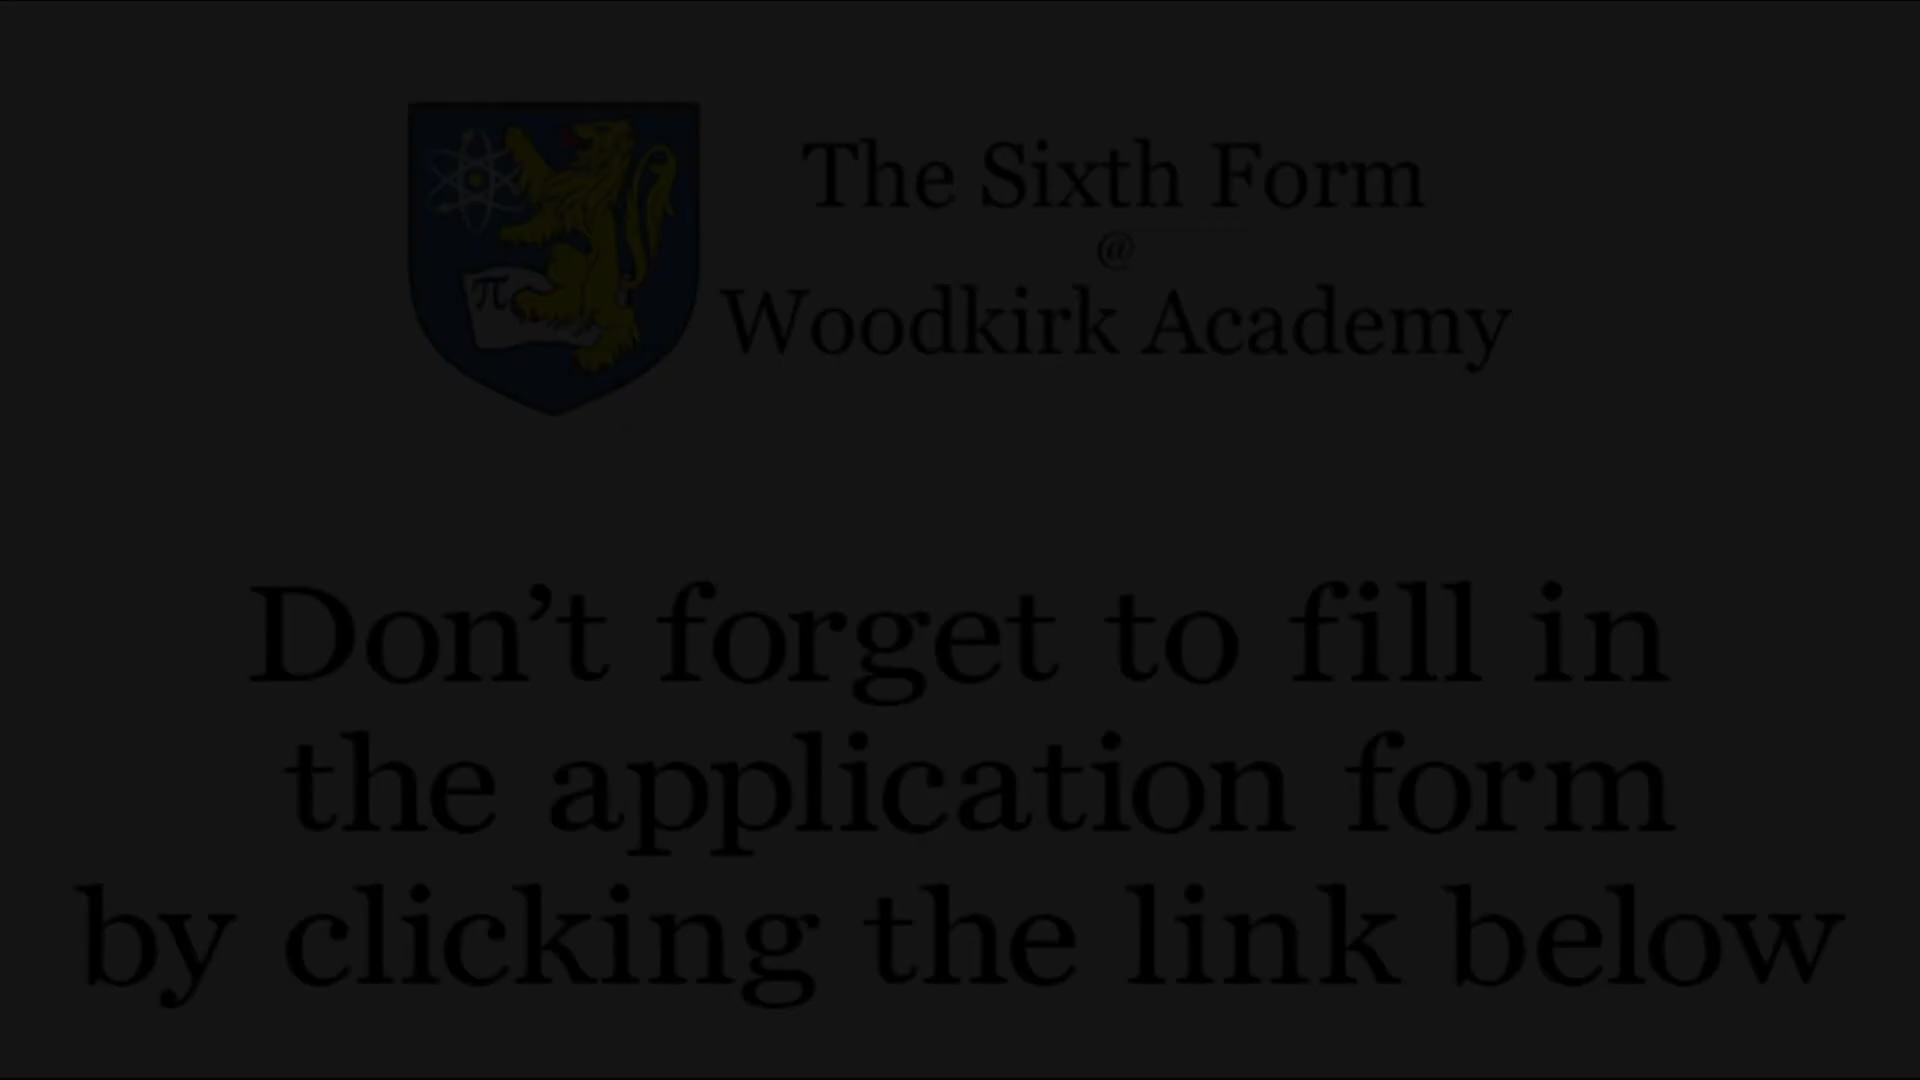 The Sixth Form
@
Woodkirk Academy
π
Don’t forget to fill in
the application form
by clicking the link below